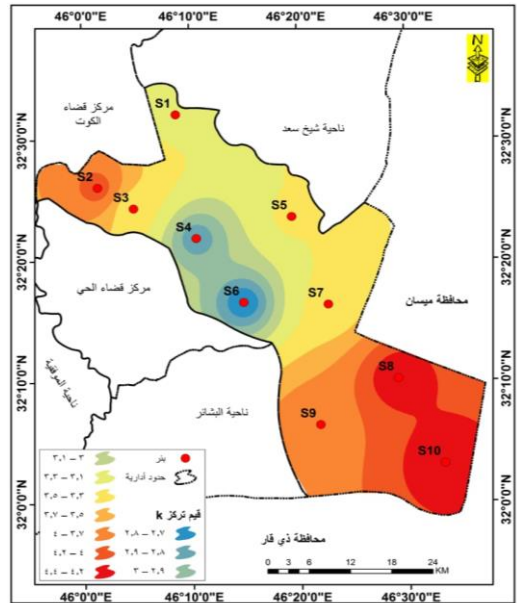 46°0'0"E 46°10'0"E 46°20'0"E 46°30'0"E
N
32°30'0"N
32°20'0"N
32°10'0"N
32°0'0"N
32°30'0"N
32°20'0"N
32°10'0"N
32°0'0"N
مركز قضاء
الكوت
ناحية شيخ سعد
مركز قضاء الحي
محافظة ميسان
ناحية الموفقية
ناحية البشائر
محافظة ذي قار
S1
S2
S3
S4
S5
S6
S7
S8
S9
S10
بئر
حدود أدارية
قيم تركز k
٢.٧ – ٢.٨
٢.٨ – ٢.٩
٢.٩ – ٣
٣ – ٣.١
٣.١ – ٣.٣
٣.٣ – ٣.٥
٣.٥ – ٣.٧
٣.٧ – ٤
٤ – ٤.٢
٤.٢ – ٤.٤
0 3 6 12 18 24
KM
46°0'0"E 46°10'0"E 46°20'0"E 46°30'0"E